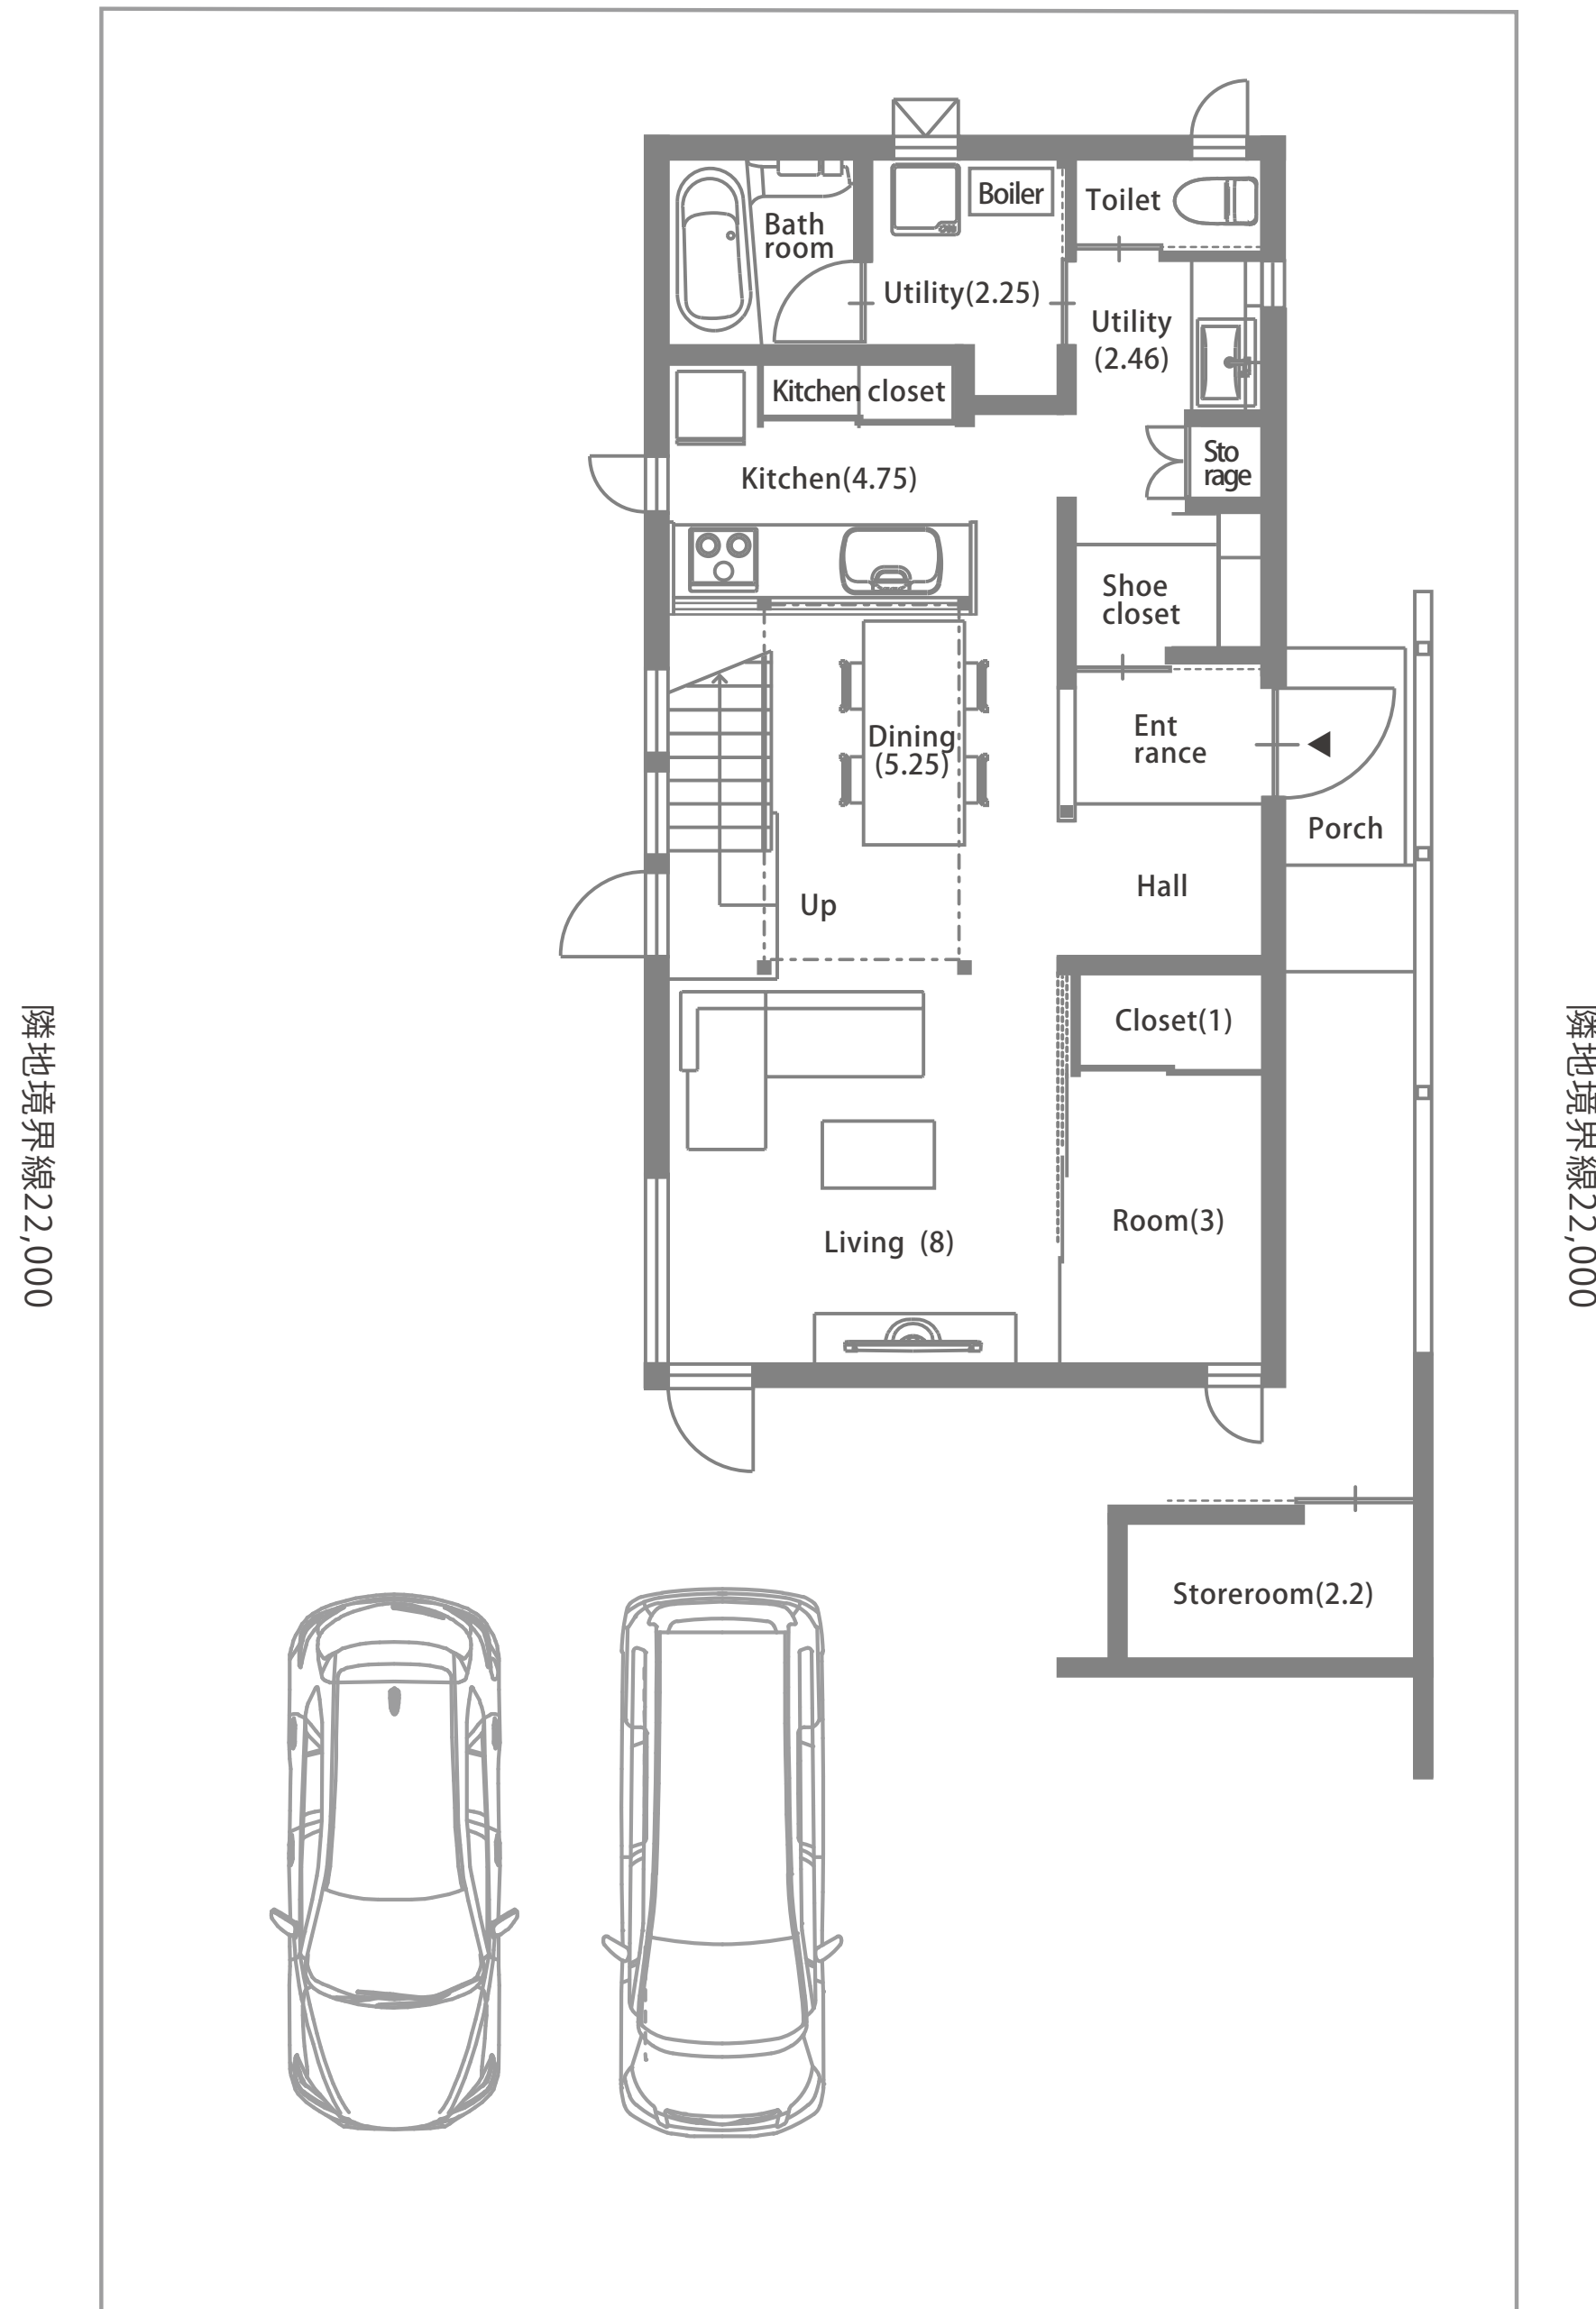 Boiler
Toilet
Bath
room
Utility(2.25)
Utility
(2.46)
Kitchen closet
Sto
rage
Kitchen(4.75)
Shoe
closet
Ent
rance
Dining
(5.25)
Porch
Hall
Up
Closet(1)
隣地境界線22,000
隣地境界線22,000
Room(3)
Living (8)
Storeroom(2.2)